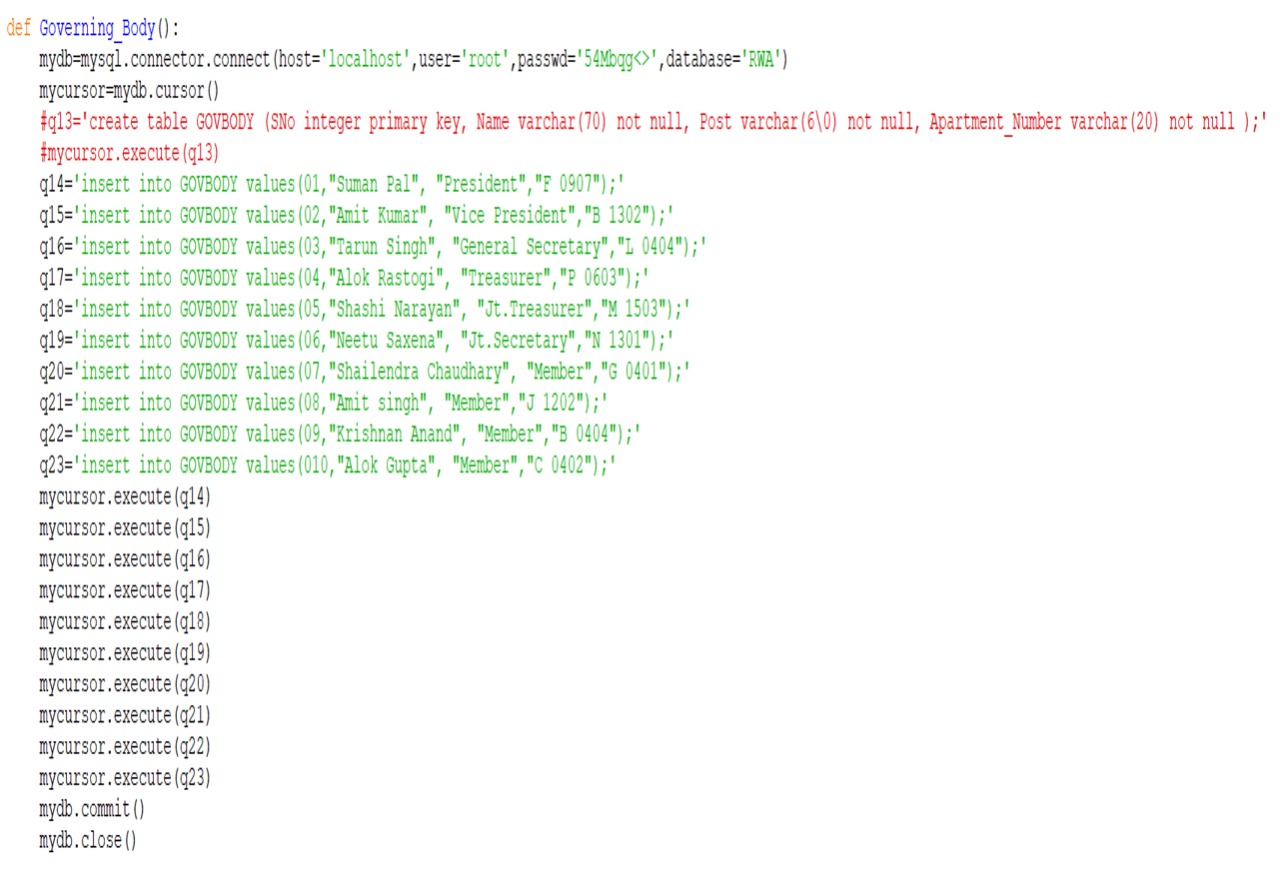 def Governing_Body():
    mydb=mysql.connector.connect(host='localhost',user='root',passwd='54Mbqg<>',database='RWA')
    mycursor=mydb.cursor()
    #q13='create table GOVBODY (SNo integer primary key, Name varchar(70) not null, Post varchar(6\0) not null, Apartment_Number varchar(20) not null );'
    #mycursor.execute(q13)
    q14='insert into GOVBODY values(01,"Suman Pal", "President","F 0907");'
    q15='insert into GOVBODY values(02,"Amit Kumar", "Vice President","B 1302");'
    q16='insert into GOVBODY values(03,"Tarun Singh", "General Secretary","L 0404");'
    q17='insert into GOVBODY values(04,"Alok Rastogi", "Treasurer","P 0603");'
    q18='insert into GOVBODY values(05,"Shashi Narayan", "Jt.Treasurer","M 1503");'
    q19='insert into GOVBODY values(06,"Neetu Saxena", "Jt.Secretary","N 1301");'
    q20='insert into GOVBODY values(07,"Shailendra Chaudhary", "Member","G 0401");'
    q21='insert into GOVBODY values(08,"Amit singh", "Member","J 1202");'
    q22='insert into GOVBODY values(09,"Krishnan Anand", "Member","B 0404");'
    q23='insert into GOVBODY values(010,"Alok Gupta", "Member","C 0402");'
    mycursor.execute(q14)
    mycursor.execute(q15)
    mycursor.execute(q16)
    mycursor.execute(q17)
    mycursor.execute(q18)
    mycursor.execute(q19)
    mycursor.execute(q20)
    mycursor.execute(q21)
    mycursor.execute(q22)
    mycursor.execute(q23)
    mydb.commit()
    mydb.close()